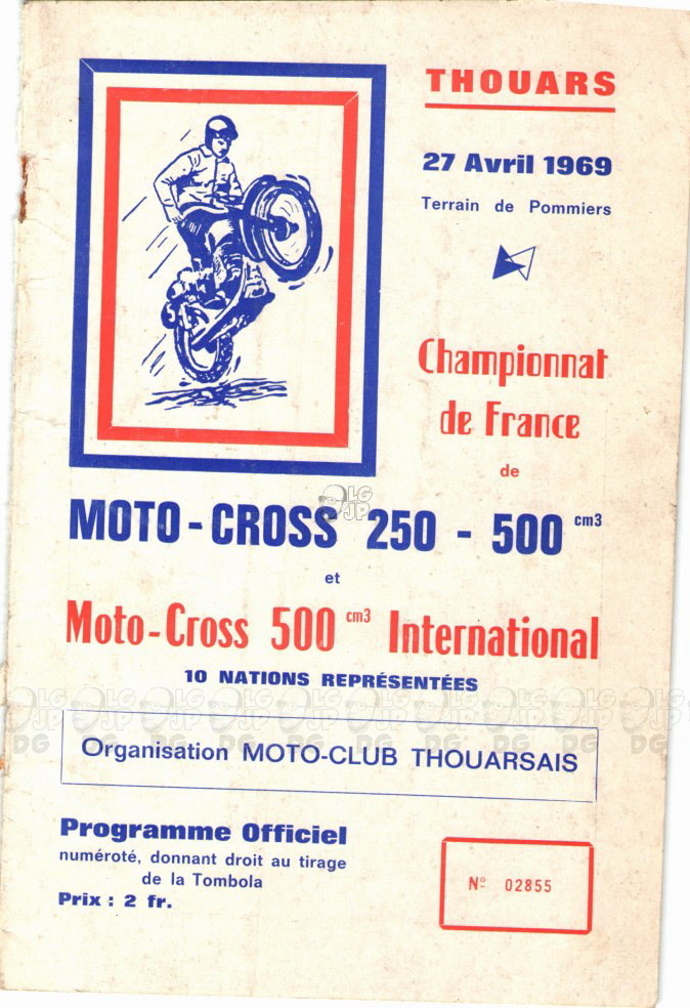 THOUARS
27 Avril 1969
Terrain de Pommiers
Championnat
de France
de
MOTO-CROSS 250 - 500 cm3
et
Moto-Cross 500 cm3 International
10 NATIONS REPRÉSENTÉES
Organisation MOTO-CLUB THOUARSAIS
Programme Officiel
numéroté, donnant droit au tirage
de la Tombola
Prix : 2 fr.
Nº 02855